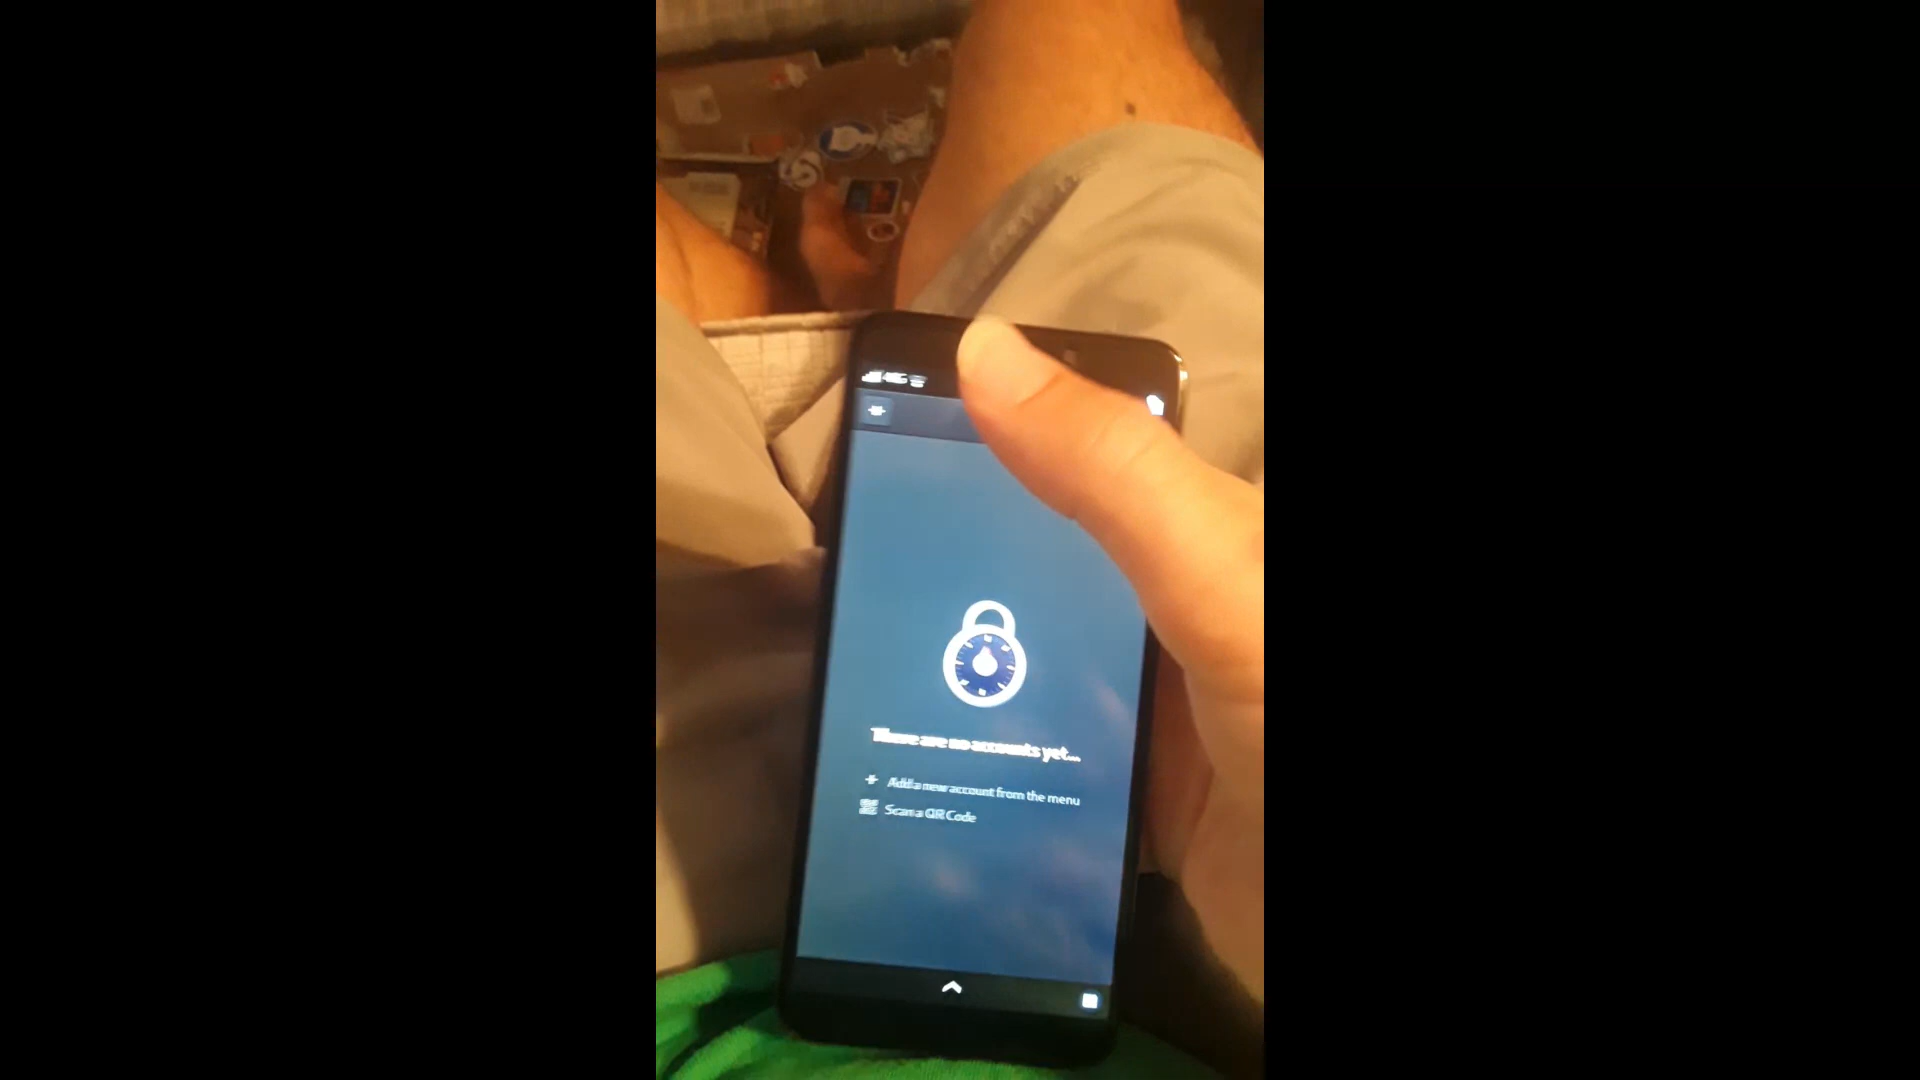 There are no accounts yet...
Add a new account from the menu
Scan a QR Code